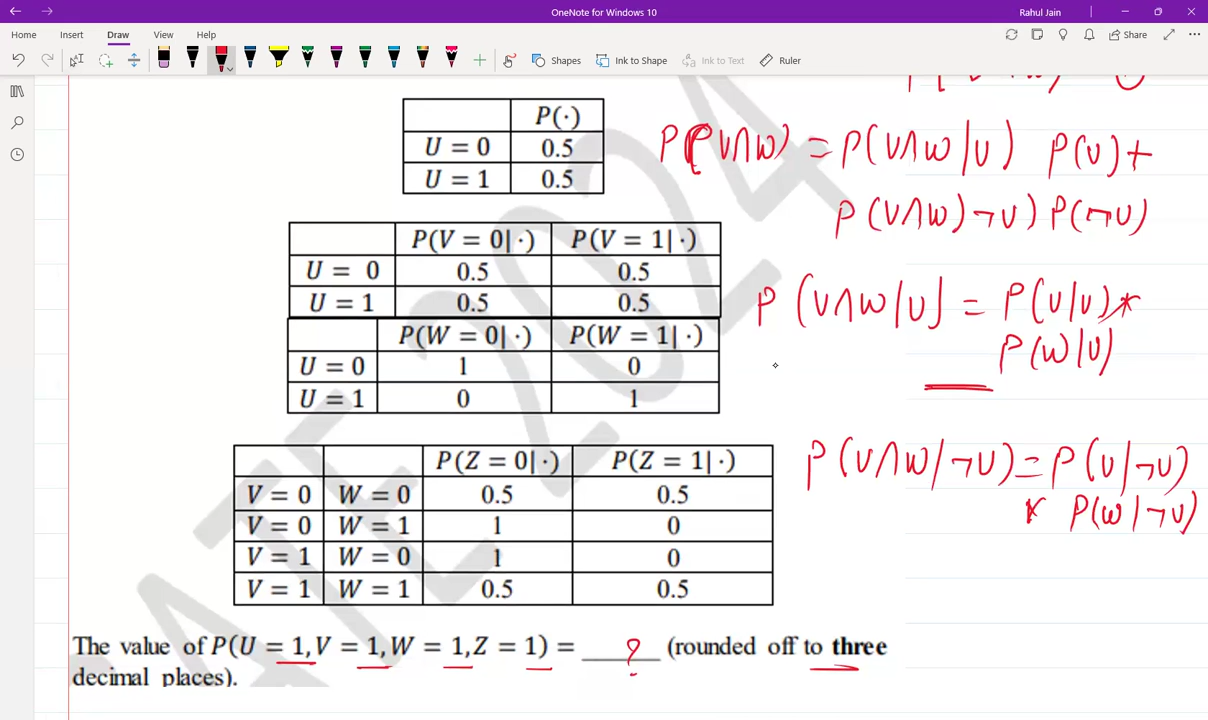 OneNote for Windows 10
Rahul Jain
Home Insert Draw View Help
Share
Shapes Ink to Shape Ink to Text Ruler
P(·)
U = 0 0.5
U = 1 0.5
P(V = 0| ·) P(V = 1| ·)
U = 0 0.5 0.5
U = 1 0.5 0.5
P(W = 0| ·) P(W = 1| ·)
U = 0 1 0
U = 1 0 1
P(Z = 0| ·) P(Z = 1| ·)
V = 0 W = 0 0.5 0.5
V = 0 W = 1 1 0
V = 1 W = 0 1 0
V = 1 W = 1 0.5 0.5
The value of P(U = 1, V = 1, W = 1, Z = 1) = ______ ? (rounded off to three
decimal places).
V∧W) = P(V∧W|U) P(U)+
P(V∧W)¬U) P(¬U)
P (V∧W|U) = P(V|U)*
P(W|U)
P (V∧W|¬U) = P(V|¬U)
* P(W|¬U)
GATE 2024